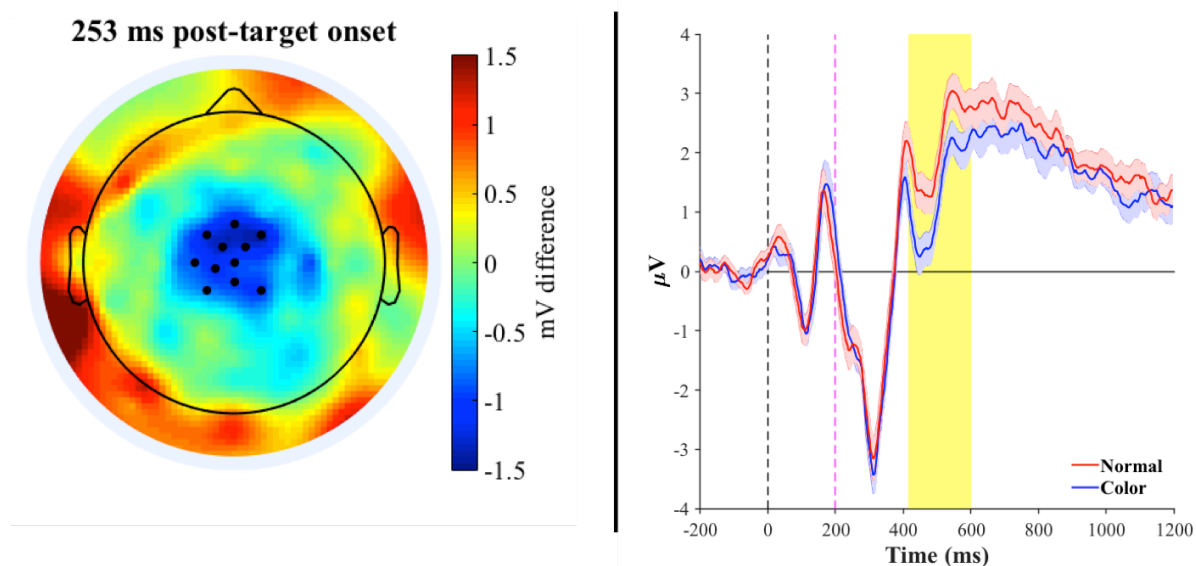 253 ms post-target onset
1.5
1
0.5
0
-0.5
-1
-1.5
mV difference
4
3
2
1
0
-1
-2
-3
-4
μV
Normal
Color
-200 0 200 400 600 800 1000 1200
Time (ms)